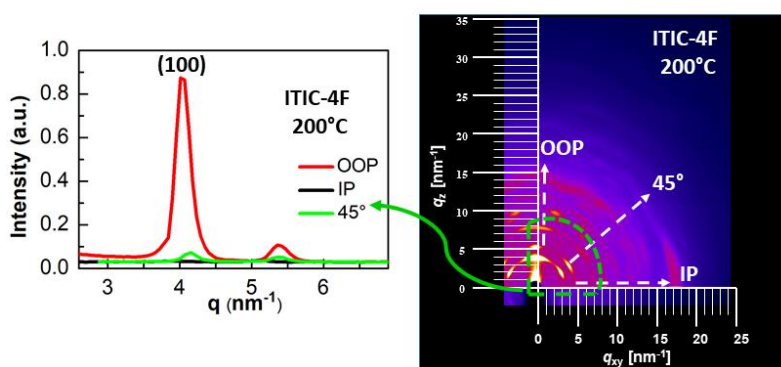 (100)
ITIC-4F
200°C
OOP
IP
45°
Intensity (a.u.)
1.0
0.8
0.6
0.4
0.2
0.0
3
4
5
6
q (nm⁻¹)
ITIC-4F
200°C
OOP
45°
IP
qz [nm⁻¹]
35
30
25
20
15
10
5
0
0
5
10
15
20
25
qxy [nm⁻¹]